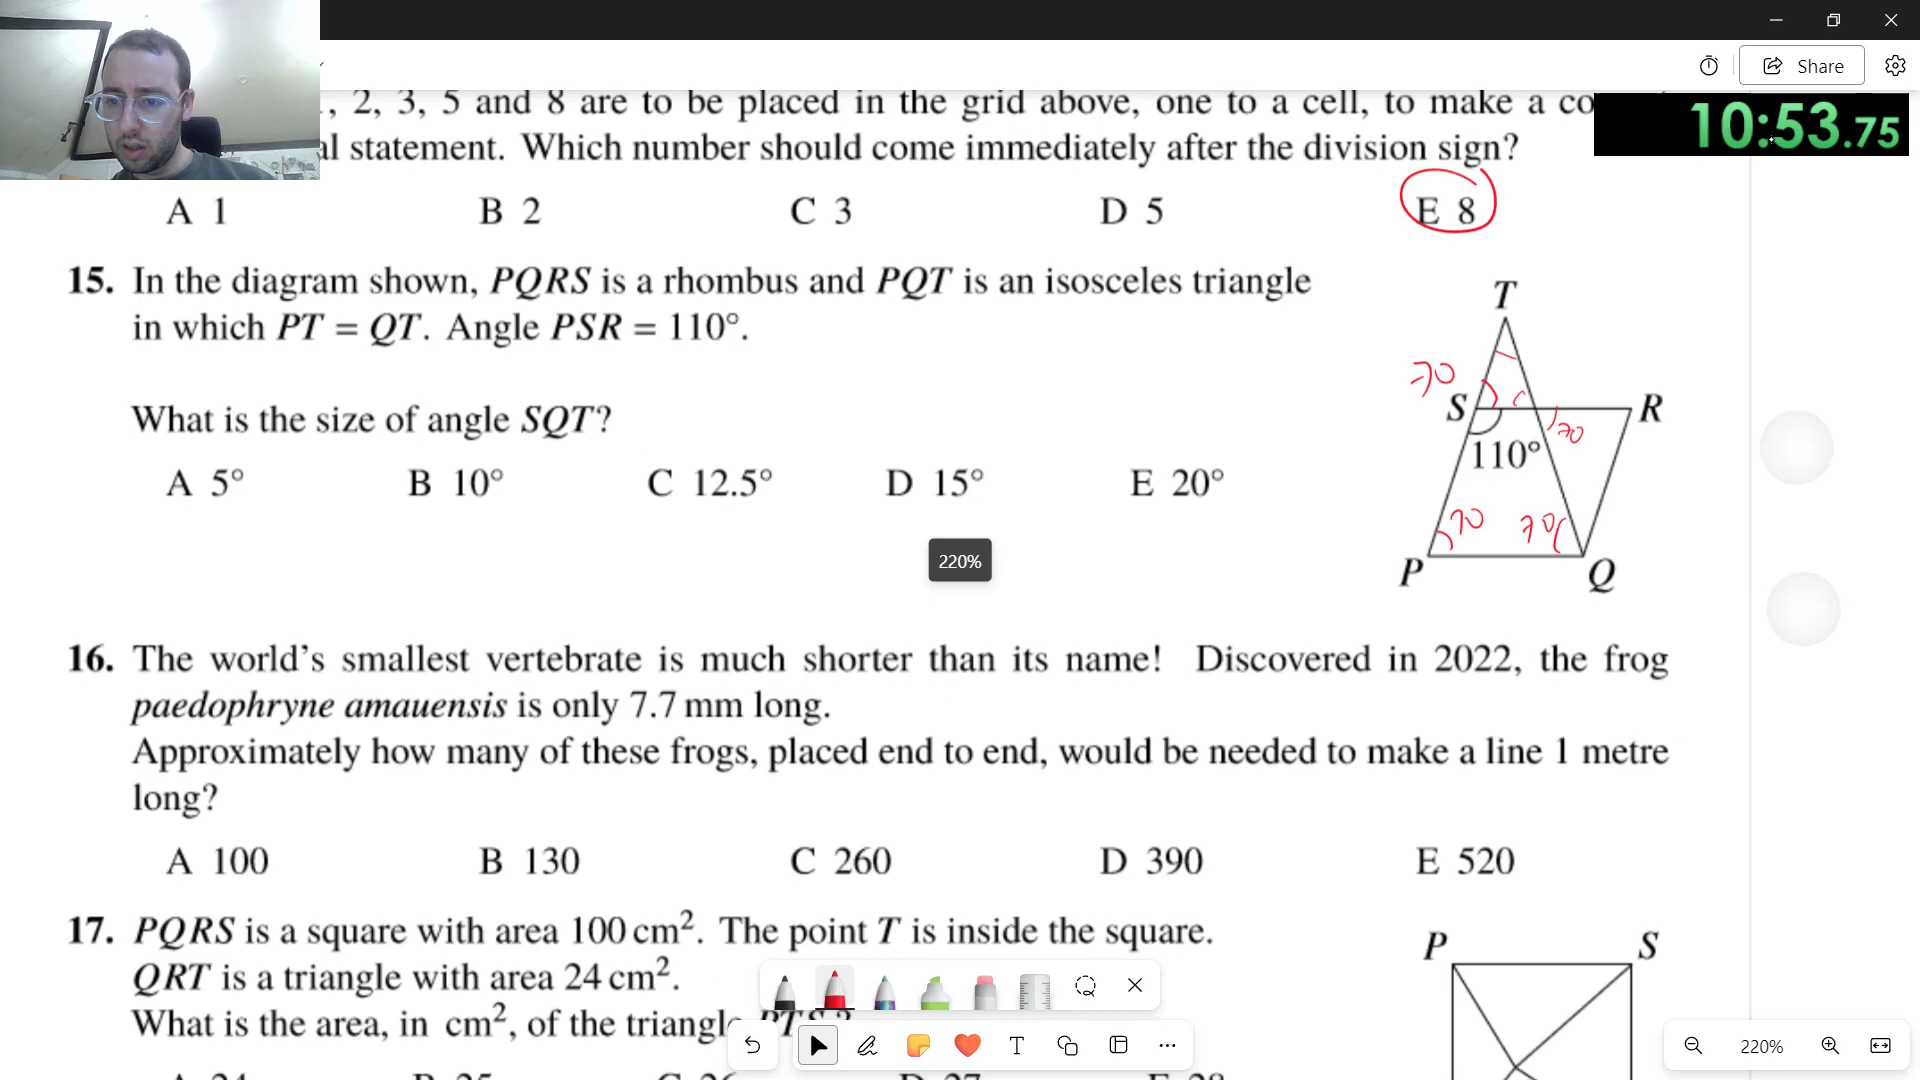 Share
10:53.75
, 2, 3, 5 and 8 are to be placed in the grid above, one to a cell, to make a co
al statement. Which number should come immediately after the division sign?
A 1 B 2 C 3 D 5 E 8
15. In the diagram shown, PQRS is a rhombus and PQT is an isosceles triangle
in which PT = QT. Angle PSR = 110°.
What is the size of angle SQT?
A 5° B 10° C 12.5° D 15° E 20°
T
70
S
R
70
110°
70
70
P
Q
220%
16. The world's smallest vertebrate is much shorter than its name! Discovered in 2022, the frog
paedophryne amauensis is only 7.7 mm long.
Approximately how many of these frogs, placed end to end, would be needed to make a line 1 metre
long?
A 100 B 130 C 260 D 390 E 520
17. PQRS is a square with area 100 cm². The point T is inside the square.
QRT is a triangle with area 24 cm².
What is the area, in cm², of the triangle PTS?
P
S
220%